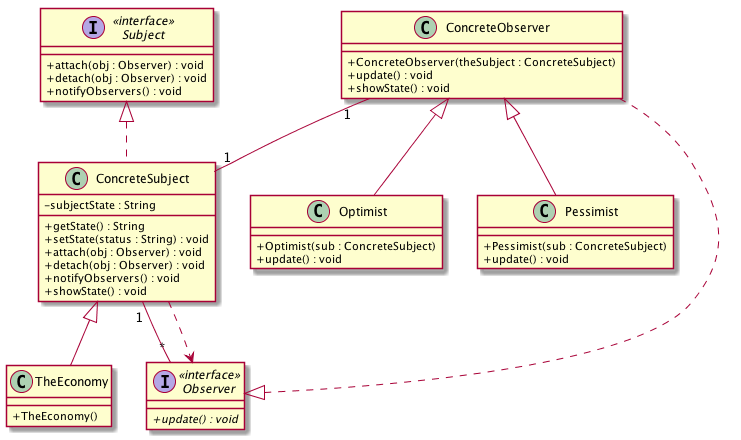 I
«interface»
Subject
+attach(obj : Observer) : void
+detach(obj : Observer) : void
+notifyObservers() : void
C
ConcreteObserver
+ConcreteObserver(theSubject : ConcreteSubject)
+update() : void
+showState() : void
1
1
C
ConcreteSubject
-subjectState : String
+getState() : String
+setState(status : String) : void
+attach(obj : Observer) : void
+detach(obj : Observer) : void
+notifyObservers() : void
+showState() : void
C
Optimist
+Optimist(sub : ConcreteSubject)
+update() : void
C
Pessimist
+Pessimist(sub : ConcreteSubject)
+update() : void
1
*
C
TheEconomy
+TheEconomy()
I
«interface»
Observer
+update() : void